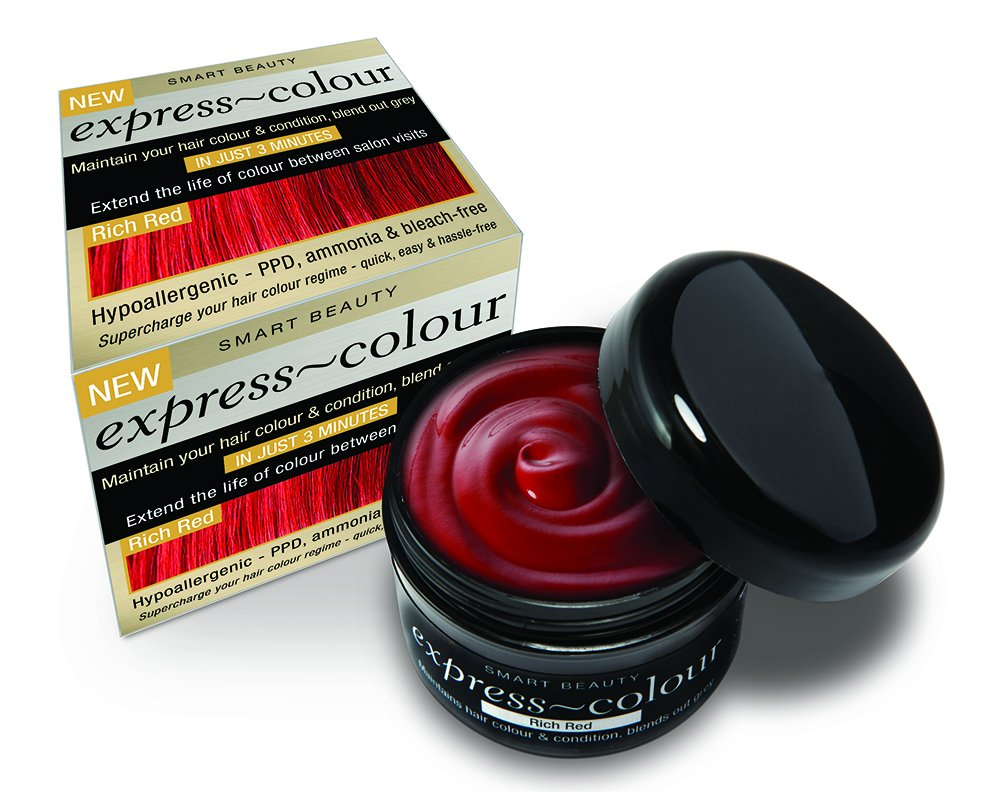 SMART BEAUTY
NEW
express~colour
Maintain your hair colour & condition, blend out grey
IN JUST 3 MINUTES
Extend the life of colour between salon visits
Rich Red
Hypoallergenic - PPD, ammonia & bleach-free
Supercharge your hair colour regime - quick, easy & hassle-free
SMART BEAUTY
NEW
express~colour
Maintain your hair colour & condition, blend
IN JUST 3 MINUTES
Extend the life of colour between
Rich Red
Hypoallergenic - PPD, ammonia
Supercharge your hair colour regime - quick,
SMART BEAUTY
express~colour
Rich Red
Maintains hair colour & condition, blends out grey